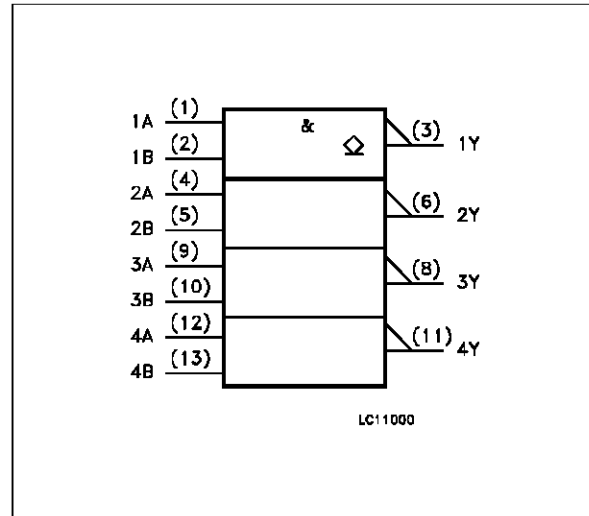 1A (1)
1B (2)
2A (4)
2B (5)
3A (9)
3B (10)
4A (12)
4B (13)
&
(3) 1Y
(6) 2Y
(8) 3Y
(11) 4Y
LC11000